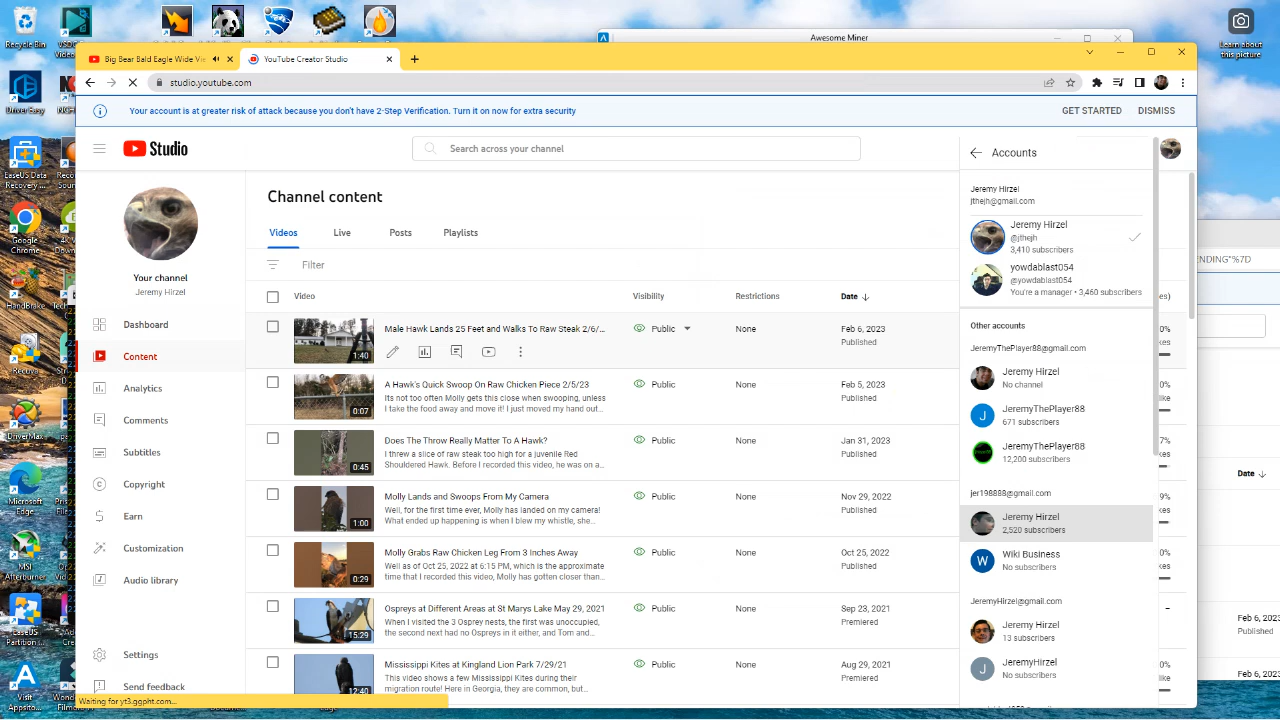 Recycle Bin
VSDC
Video...
Awesome Miner
Learn about
this picture
Big Bear Bald Eagle Wide Vi
YouTube Creator Studio
studio.youtube.com
Your account is at greater risk of attack because you don't have 2-Step Verification. Turn it on now for extra security
GET STARTED
DISMISS
Studio
Search across your channel
Accounts
Jeremy Hirzel
jthejh@gmail.com
Jeremy Hirzel
@jthejh
3,410 subscribers
yowdablast054
@yowdablast054
You're a manager • 3,460 subscribers
Other accounts
JeremyThePlayer88@gmail.com
Jeremy Hirzel
No channel
J
JeremyThePlayer88
671 subscribers
JeremyThePlayer88
12,200 subscribers
jer198888@gmail.com
Jeremy Hirzel
2,520 subscribers
W
Wiki Business
No subscribers
JeremyHirzel@gmail.com
Jeremy Hirzel
13 subscribers
J
JeremyHirzel
No subscribers
Your channel
Jeremy Hirzel
Dashboard
Content
Analytics
Comments
Subtitles
Copyright
Earn
Customization
Audio library
Settings
Send feedback
Channel content
Videos
Live
Posts
Playlists
Filter
Video
Visibility
Restrictions
Date
1:40
Male Hawk Lands 25 Feet and Walks To Raw Steak 2/6/...
Public
None
Feb 6, 2023
Published
0:07
A Hawk's Quick Swoop On Raw Chicken Piece 2/5/23
Its not too often Molly gets this close when swooping, unless
I take the food away and move it! I just moved my hand out...
Public
None
Feb 5, 2023
Published
0:45
Does The Throw Really Matter To A Hawk?
I threw a slice of raw steak too high for a juvenile Red
Shouldered Hawk. Before I recorded this video, he was on a...
Public
None
Jan 31, 2023
Published
1:00
Molly Lands and Swoops From My Camera
Well, for the first time ever, Molly has landed on my camera!
What ended up happening is when I blew my whistle, she...
Public
None
Nov 29, 2022
Published
0:29
Molly Grabs Raw Chicken Leg From 3 Inches Away
Well as of Oct 25, 2022 at 6:15 PM, which is the approximate
time that I recorded this video, Molly has gotten closer than...
Public
None
Oct 25, 2022
Published
15:29
Ospreys at Different Areas at St Marys Lake May 29, 2021
When I visited the 3 Osprey nests, the first was unoccupied,
the second next had no Ospreys in it either, and Tom and...
Public
None
Sep 23, 2021
Premiered
12:40
Mississippi Kites at Kingland Lion Park 7/29/21
This video shows a few Mississippi Kites during their
migration route! Here in Georgia, they are common, but...
Public
None
Aug 29, 2021
Premiered
Waiting for yt3.ggpht.com...
Driver Easy
EaseUS Data
Recovery ...
Google
Chrome
HandBrake
Recuva
DriverMax
Microsoft
Edge
MSI
Afterburner
EaseUS
Partition ...
Visit
Appsito...
ENDING"%7D
Date
Feb 6, 2023
Published
Feb 6, 2023